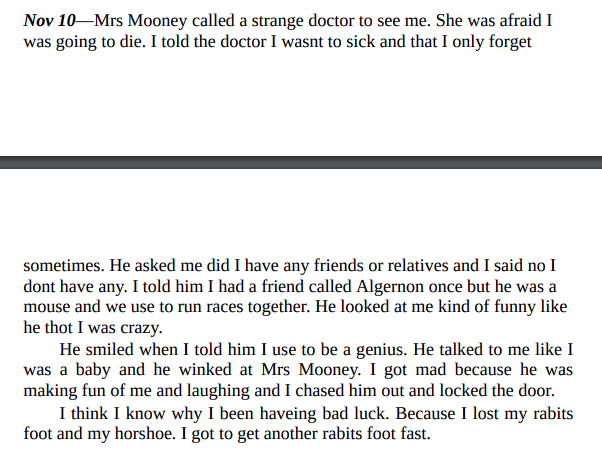 Nov 10—Mrs Mooney called a strange doctor to see me. She was afraid I
was going to die. I told the doctor I wasnt to sick and that I only forget
sometimes. He asked me did I have any friends or relatives and I said no I
dont have any. I told him I had a friend called Algernon once but he was a
mouse and we use to run races together. He looked at me kind of funny like
he thot I was crazy.
He smiled when I told him I use to be a genius. He talked to me like I
was a baby and he winked at Mrs Mooney. I got mad because he was
making fun of me and laughing and I chased him out and locked the door.
I think I know why I been haveing bad luck. Because I lost my rabits
foot and my horshoe. I got to get another rabits foot fast.